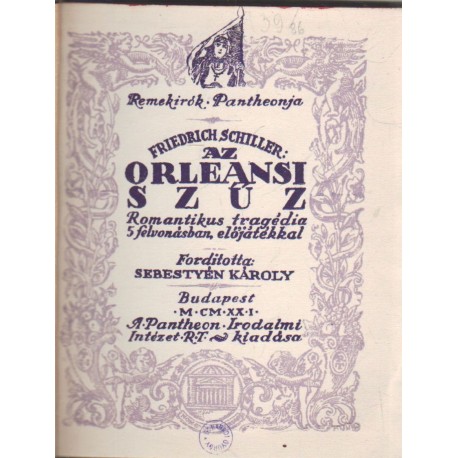 Remekirók · Pantheonja
FRIEDRICH SCHILLER:
AZ
ORLEANSI
SZŰZ
Romantikus tragédia
5 felvonásban, előjátékkal
Fordította:
SEBESTYÉN KÁROLY
Budapest
· M · CM · XX · I ·
A · Pantheon · Irodalmi
Intézet · R · T · kiadása